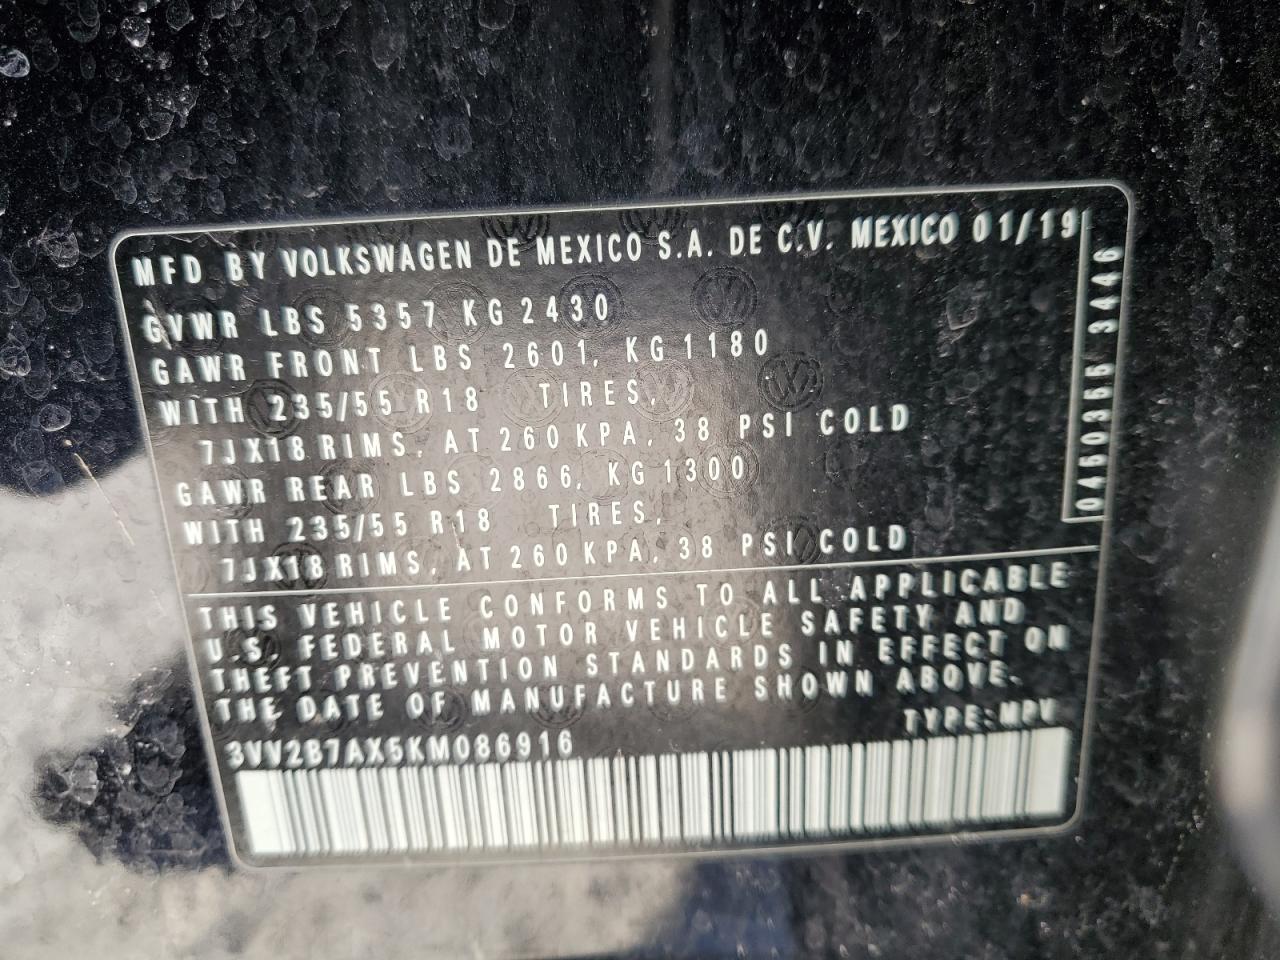 MFD BY VOLKSWAGEN DE MEXICO S.A. DE C.V. MEXICO 01/19
GVWR LBS 5357 KG 2430
GAWR FRONT LBS 2601, KG 1180
WITH 235/55 R18 TIRES,
7JX18 RIMS, AT 260 KPA, 38 PSI COLD
GAWR REAR LBS 2866, KG 1300
WITH 235/55 R18 TIRES,
7JX18 RIMS, AT 260 KPA, 38 PSI COLD
0450355 3446
THIS VEHICLE CONFORMS TO ALL APPLICABLE
U.S. FEDERAL MOTOR VEHICLE SAFETY AND
THEFT PREVENTION STANDARDS IN EFFECT ON
THE DATE OF MANUFACTURE SHOWN ABOVE.
TYPE:MPV
3VV2B7AX5KM086916